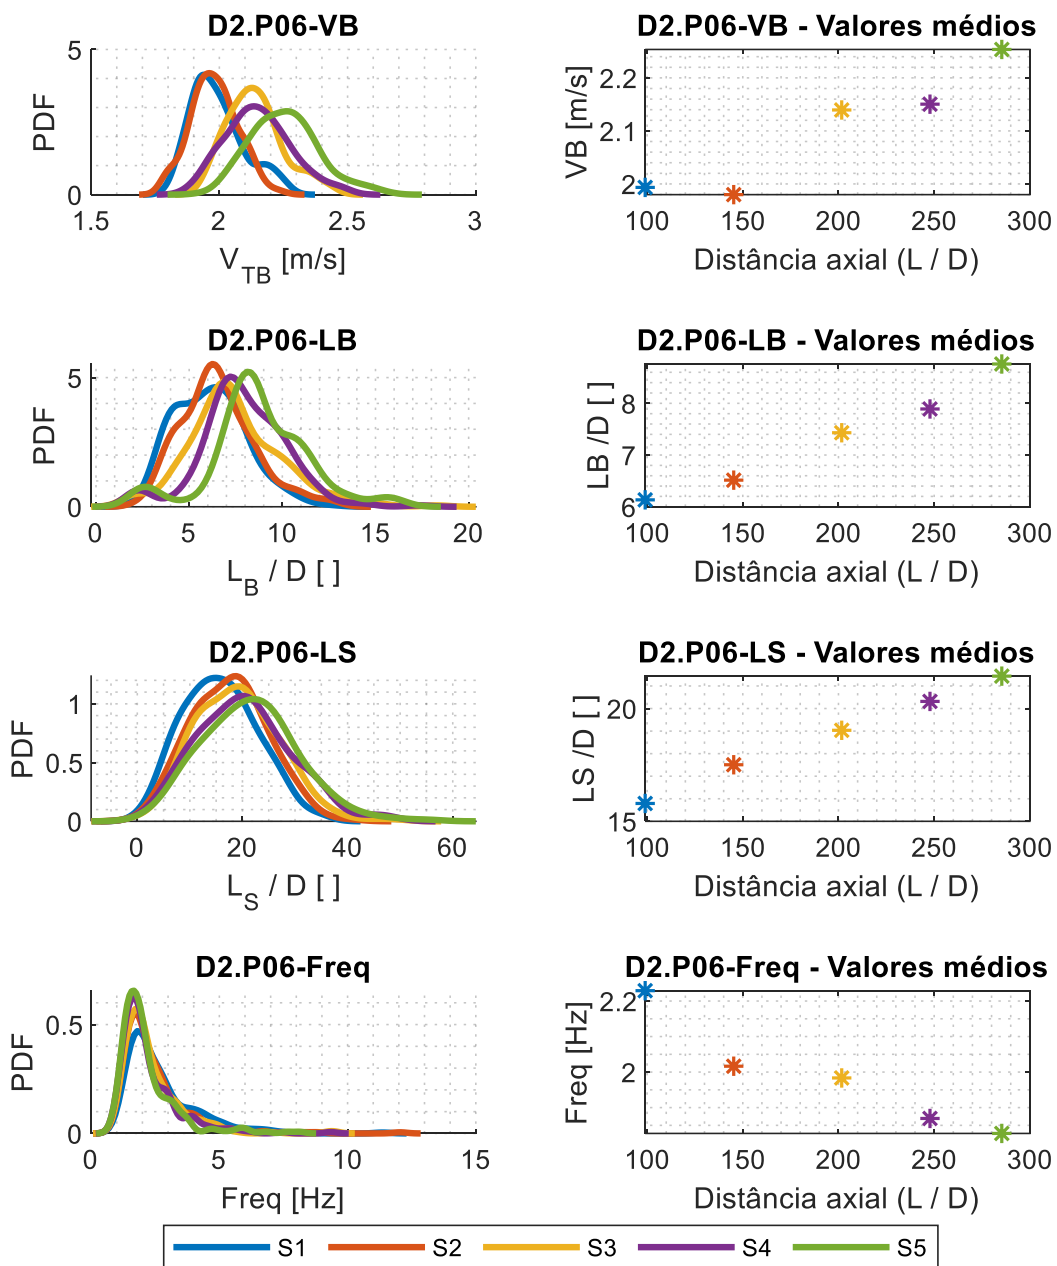 D2.P06-VB
5
PDF
0
1.5 2 2.5 3
V_TB [m/s]
D2.P06-VB - Valores médios
2.2
2.1
2
VB [m/s]
100 150 200 250 300
Distância axial (L / D)
D2.P06-LB
5
PDF
0
0 5 10 15 20
L_B / D [ ]
D2.P06-LB - Valores médios
8
7
6
LB /D [ ]
100 150 200 250 300
Distância axial (L / D)
D2.P06-LS
1
0.5
0
PDF
0 20 40 60
L_S / D [ ]
D2.P06-LS - Valores médios
20
15
LS /D [ ]
100 150 200 250 300
Distância axial (L / D)
D2.P06-Freq
0.5
0
PDF
0 5 10 15
Freq [Hz]
D2.P06-Freq - Valores médios
2.2
2
Freq [Hz]
100 150 200 250 300
Distância axial (L / D)
S1 S2 S3 S4 S5